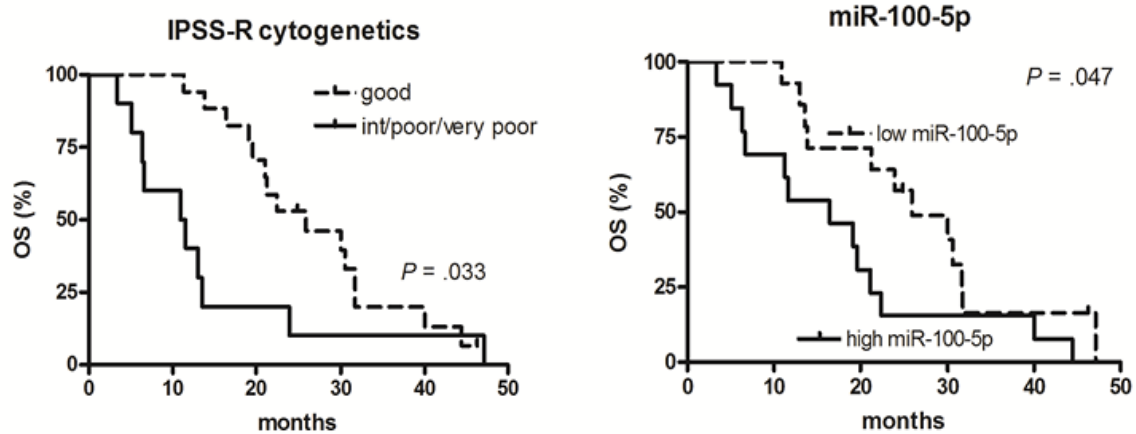 IPSS-R cytogenetics
100
75
50
25
0
OS (%)
good
int/poor/very poor
P = .033
0 10 20 30 40 50
months
miR-100-5p
100
75
50
25
0
OS (%)
P = .047
low miR-100-5p
high miR-100-5p
0 10 20 30 40 50
months